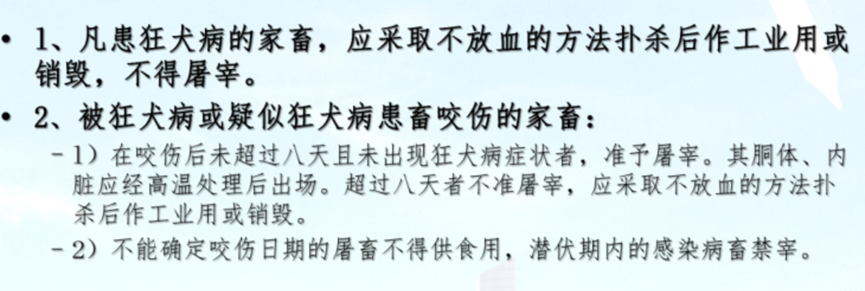 • 1、凡患狂犬病的家畜，应采取不放血的方法扑杀后作工业用或
销毁，不得屠宰。
• 2、被狂犬病或疑似狂犬病患畜咬伤的家畜：
– 1）在咬伤后未超过八天且未出现狂犬病症状者，准予屠宰。其胴体、内
脏应经高温处理后出场。超过八天者不准屠宰，应采取不放血的方法扑
杀后作工业用或销毁。
– 2）不能确定咬伤日期的屠畜不得供食用，潜伏期内的感染病畜禁宰。